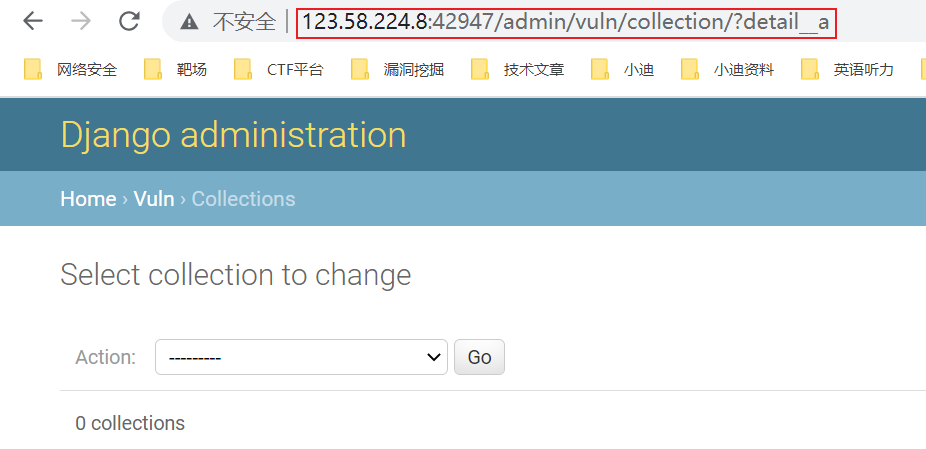 不安全 123.58.224.8:42947/admin/vuln/collection/?detail__a
网络安全 靶场 CTF平台 漏洞挖掘 技术文章 小迪 小迪资料 英语听力
Django administration
Home › Vuln › Collections
Select collection to change
Action: --------- Go
0 collections